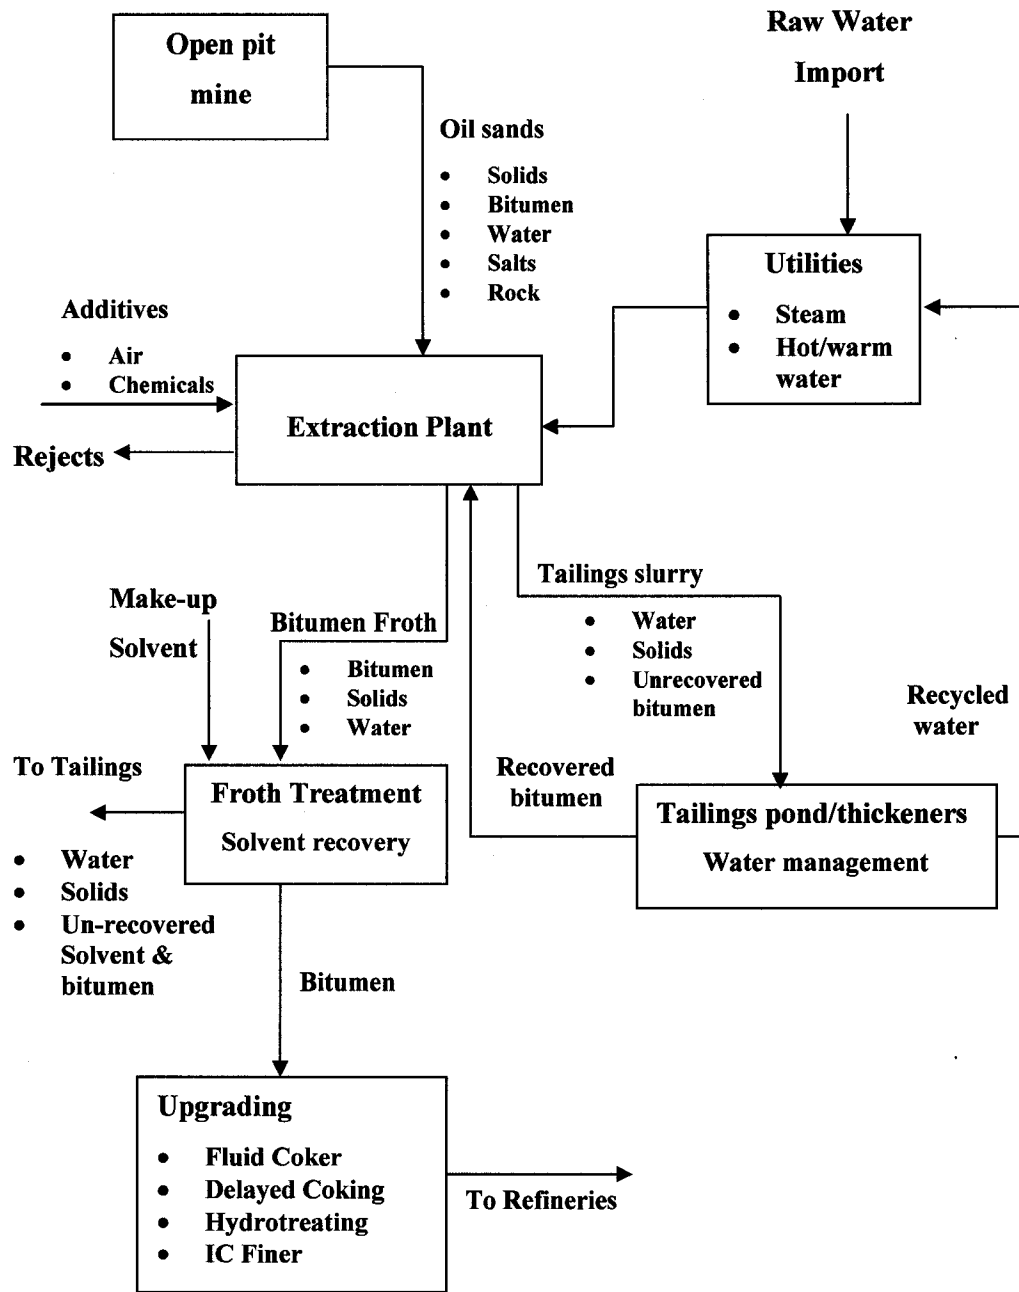 Open pit
mine
Raw Water
Import
Oil sands
• Solids
• Bitumen
• Water
• Salts
• Rock
Utilities
• Steam
• Hot/warm
water
Additives
• Air
• Chemicals
Extraction Plant
Rejects
Tailings slurry
• Water
• Solids
• Unrecovered
bitumen
Make-up
Solvent
Bitumen Froth
• Bitumen
• Solids
• Water
Recycled
water
Recovered
bitumen
To Tailings
• Water
• Solids
• Un-recovered
Solvent &
bitumen
Froth Treatment
Solvent recovery
Tailings pond/thickeners
Water management
Bitumen
Upgrading
• Fluid Coker
• Delayed Coking
• Hydrotreating
• IC Finer
To Refineries